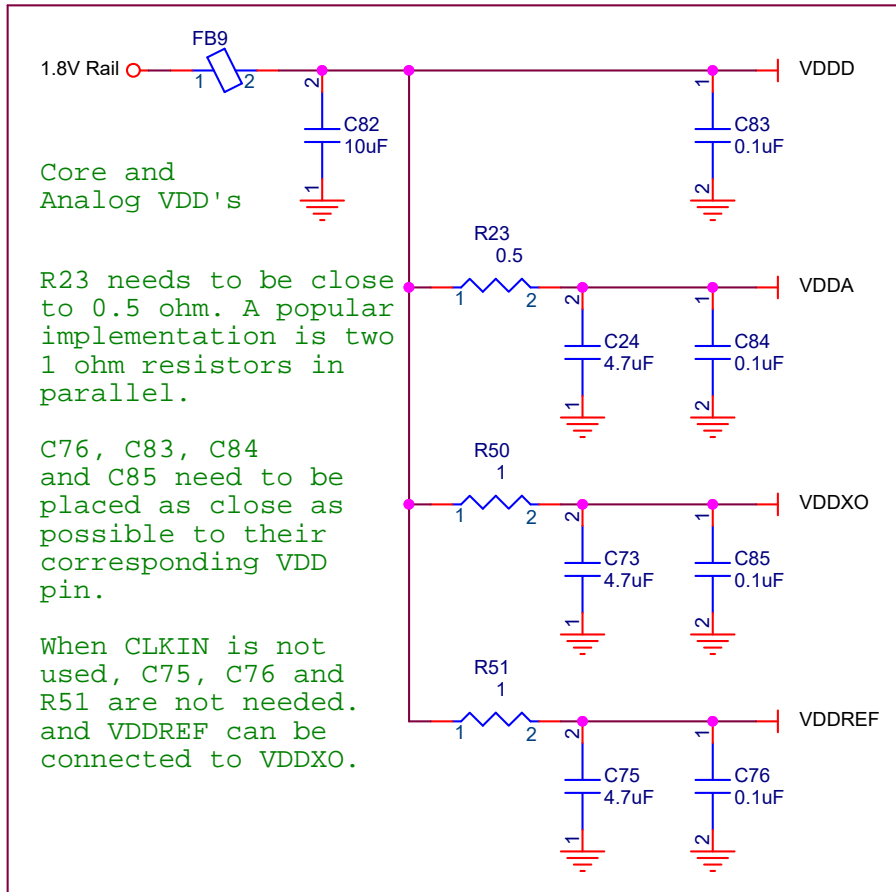 FB9
1.8V Rail
1 2
VDDD
2
C82
10uF
1
1
C83
0.1uF
2
Core and
Analog VDD's
R23
0.5
1 2
VDDA
2
C24
4.7uF
1
1
C84
0.1uF
2
R23 needs to be close
to 0.5 ohm. A popular
implementation is two
1 ohm resistors in
parallel.
R50
1
1 2
VDDXO
2
C73
4.7uF
1
1
C85
0.1uF
2
C76, C83, C84
and C85 need to be
placed as close as
possible to their
corresponding VDD
pin.
R51
1
1 2
VDDREF
2
C75
4.7uF
1
1
C76
0.1uF
2
When CLKIN is not
used, C75, C76 and
R51 are not needed.
and VDDREF can be
connected to VDDXO.